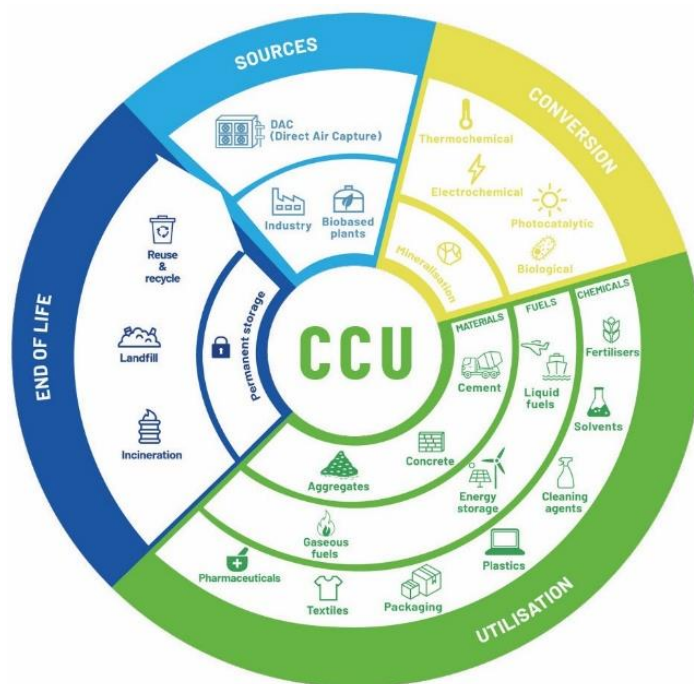 SOURCES
DAC
(Direct Air Capture)
Industry
Biobased
plants
CONVERSION
Thermochemical
Electrochemical
Photocatalytic
Biological
Mineralisation
END OF LIFE
Reuse
&
recycle
Landfill
Incineration
Permanent storage
CCU
MATERIALS
FUELS
CHEMICALS
Cement
Concrete
Aggregates
Liquid
fuels
Energy
storage
Gaseous
fuels
Fertilisers
Solvents
Cleaning
agents
Plastics
Packaging
Textiles
Pharmaceuticals
UTILISATION